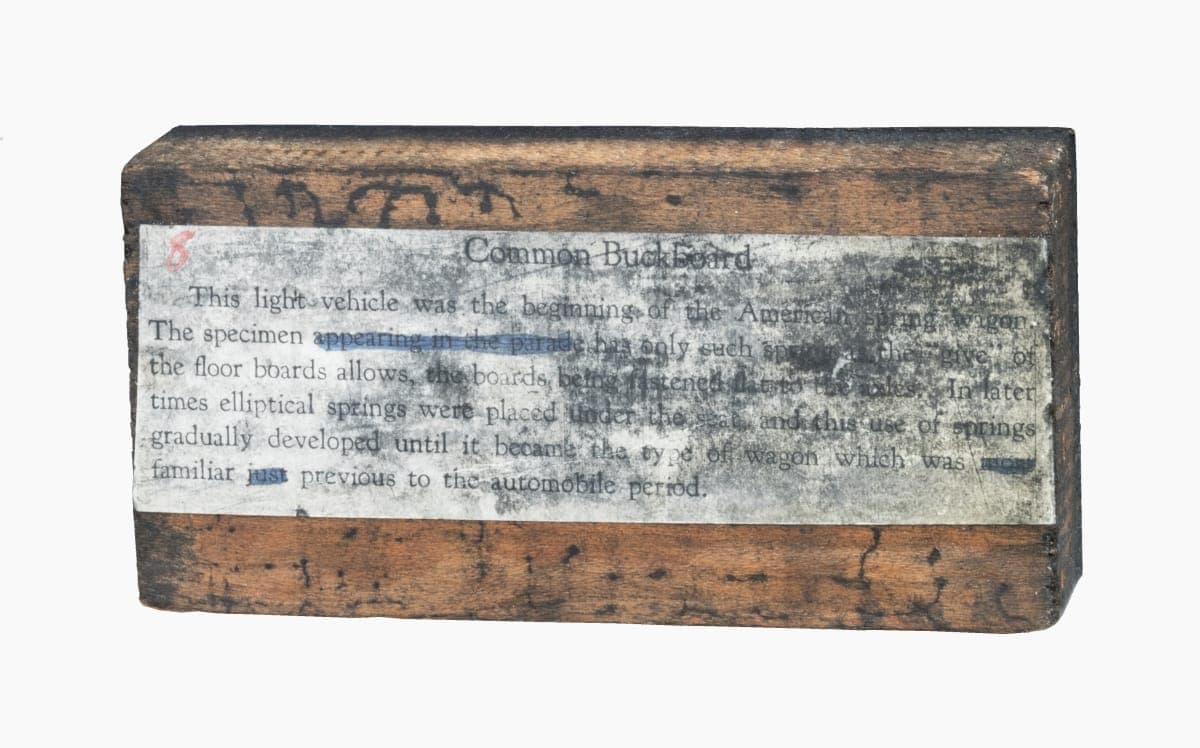 8
Common Buckboard
This light vehicle was the beginning of the American spring wagon.
The specimen appearing in the parade has only such spring as the "give" of
the floor boards allows, the boards being fastened flat to the axles. In later
times elliptical springs were placed under the seat, and this use of springs
gradually developed until it became the type of wagon which was most
familiar just previous to the automobile period.